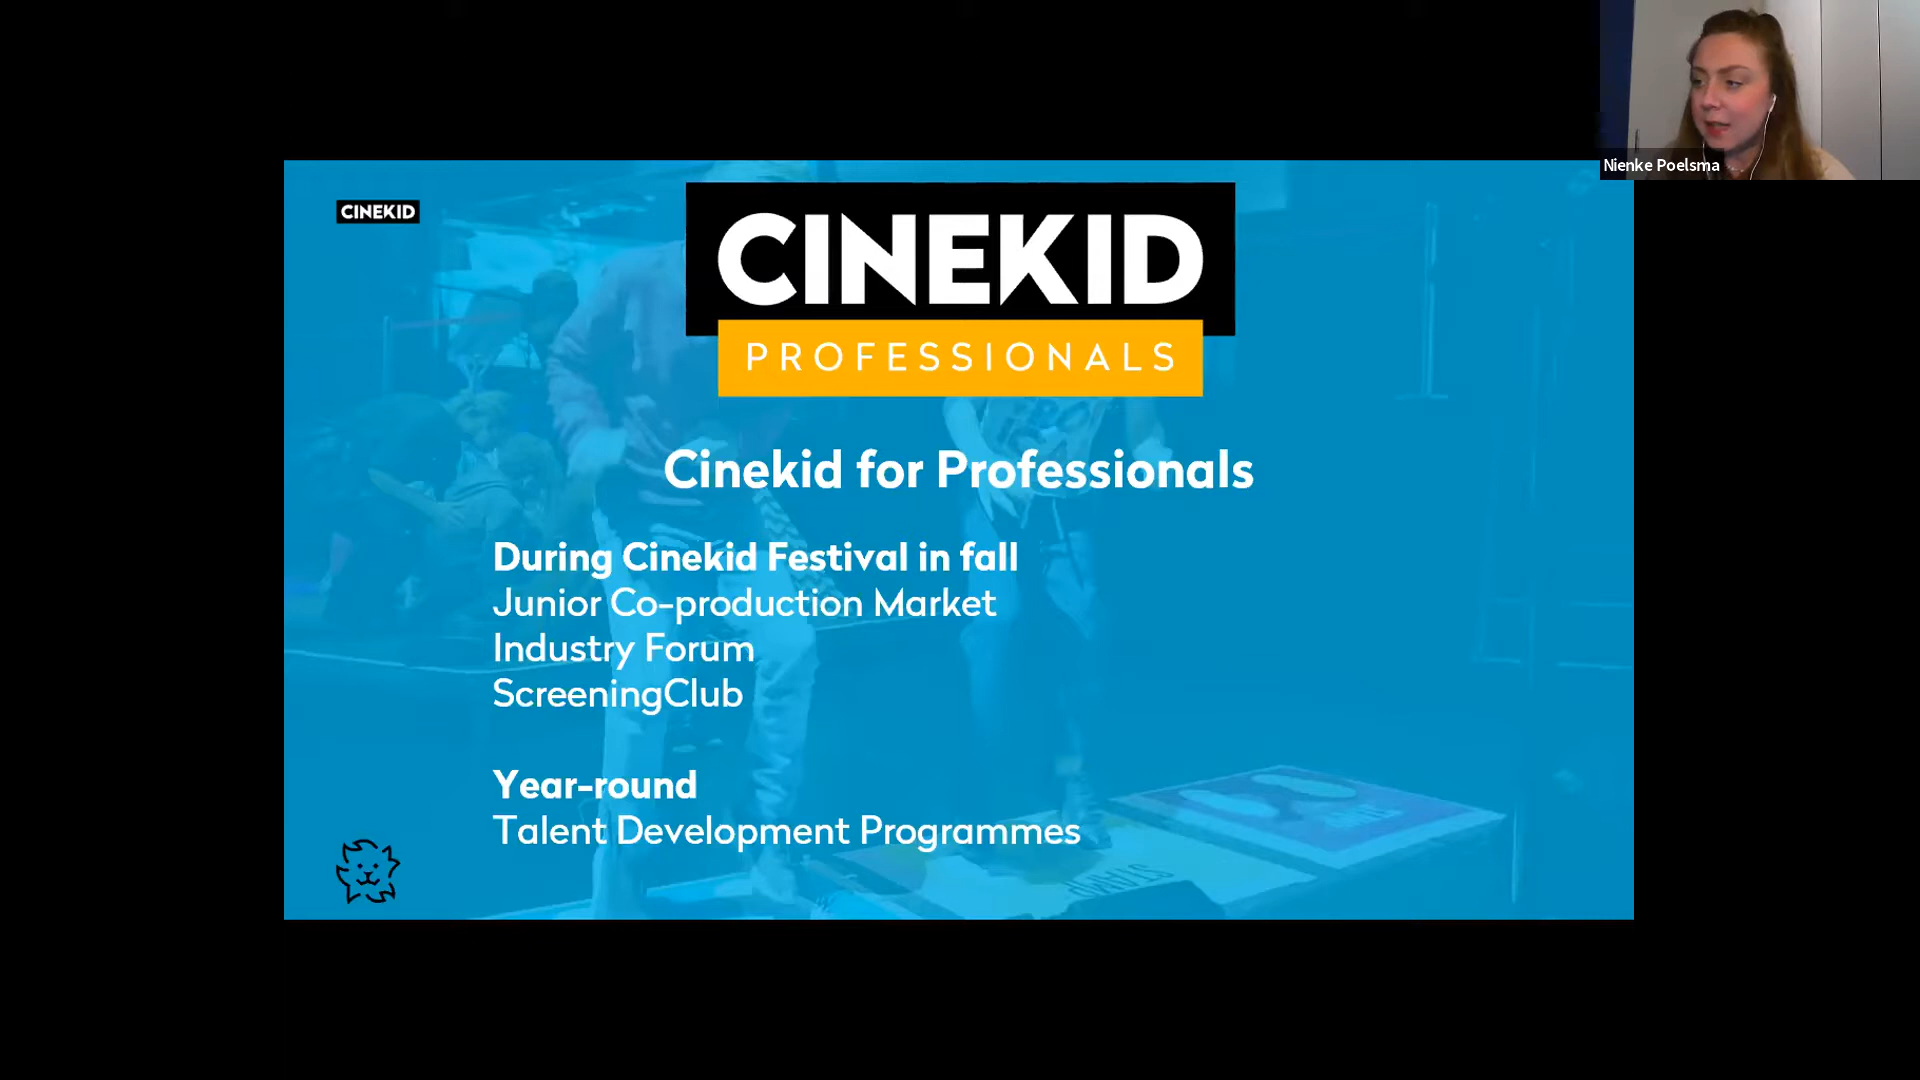 Nienke Poelsma
CINEKID
CINEKID
PROFESSIONALS
Cinekid for Professionals
During Cinekid Festival in fall
Junior Co-production Market
Industry Forum
ScreeningClub
Year-round
Talent Development Programmes
STAMP